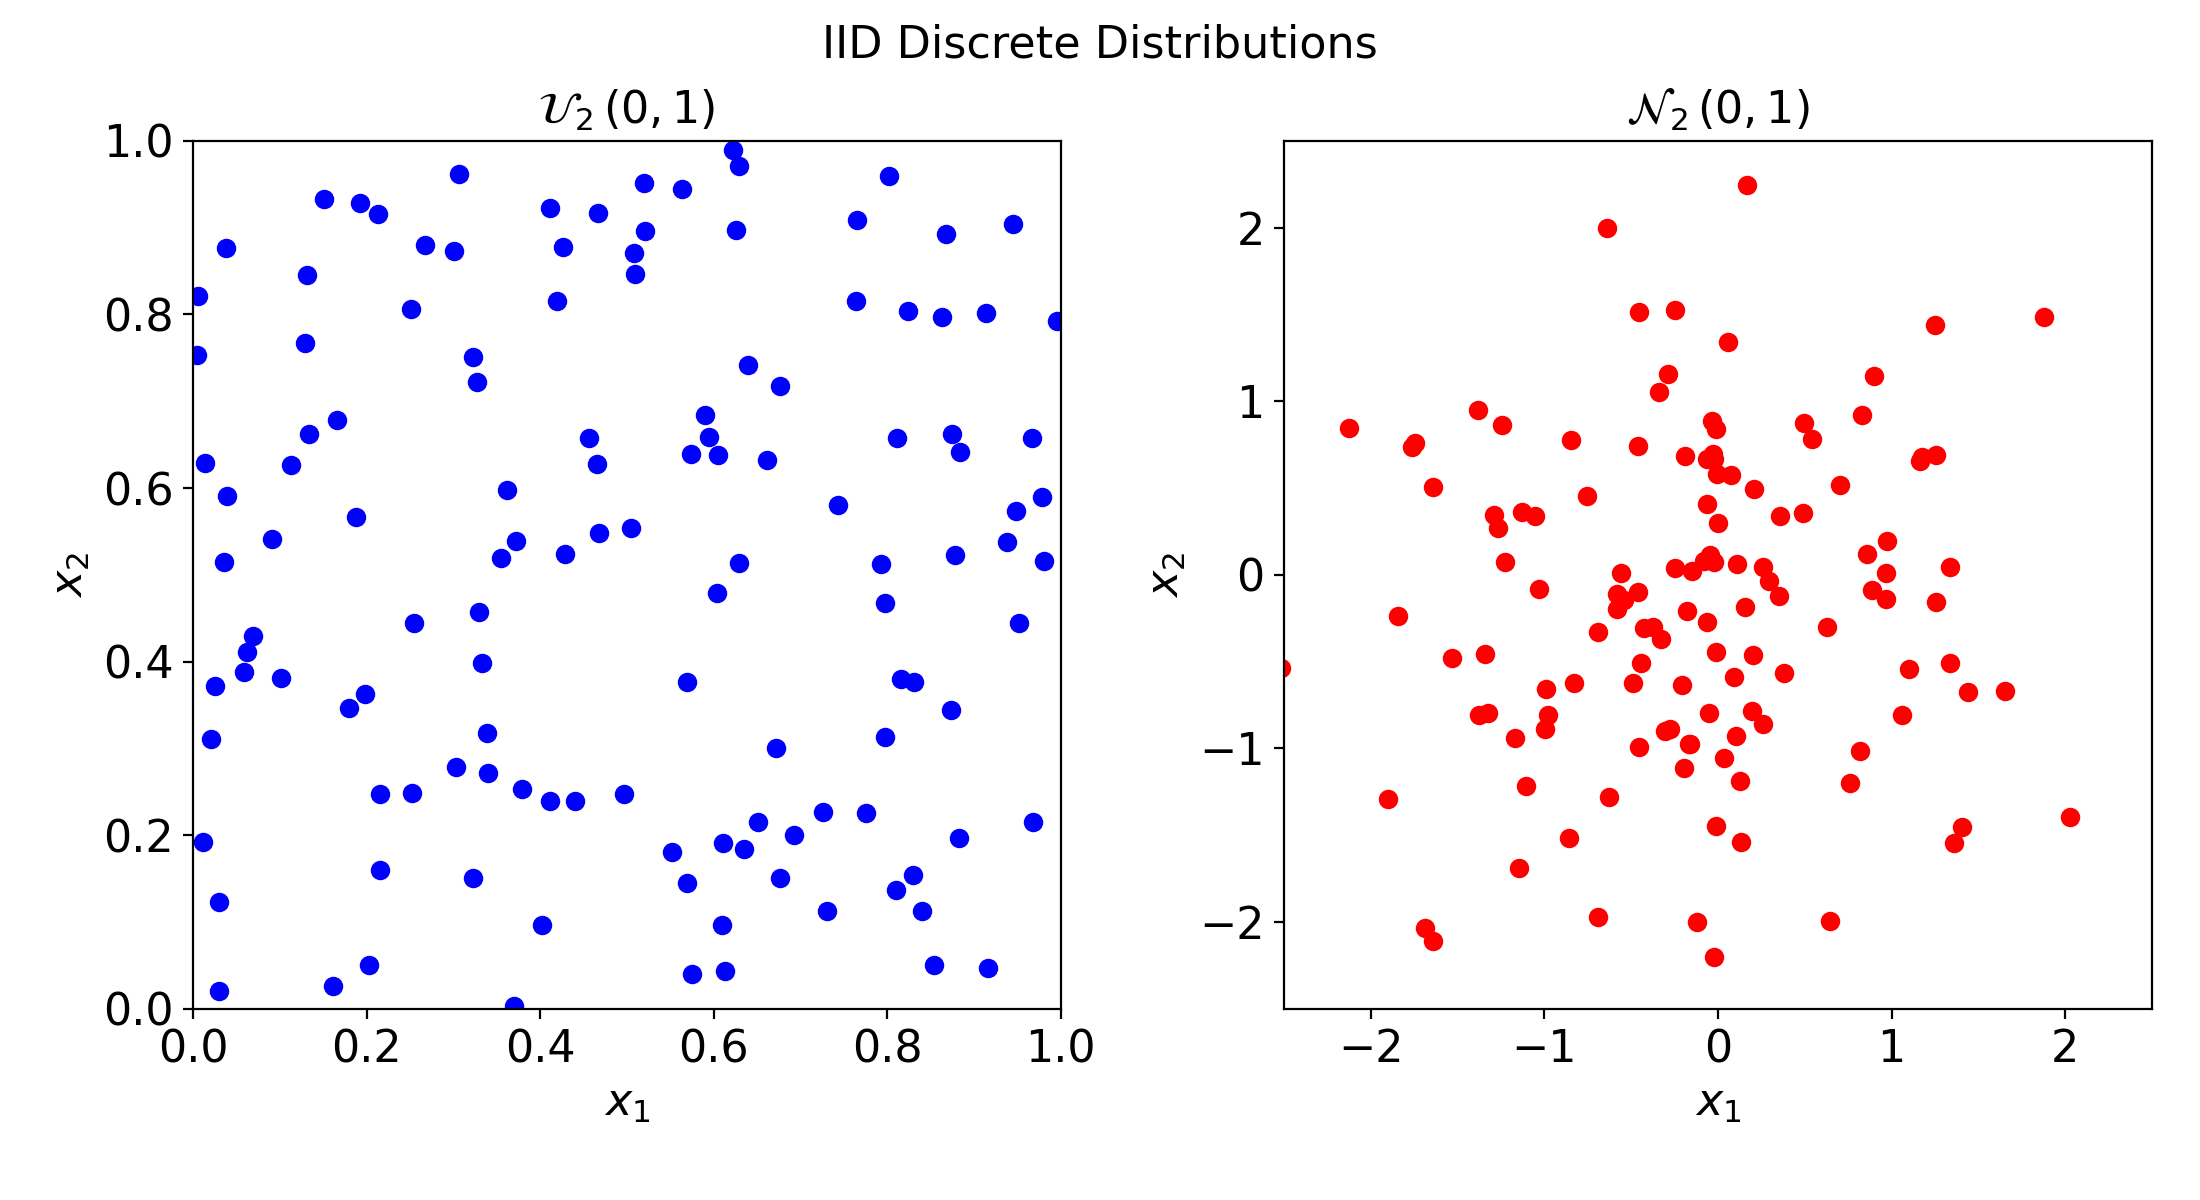 IID Discrete Distributions
𝒰₂ (0, 1)
1.0
0.8
0.6
0.4
0.2
0.0
x₂
0.0 0.2 0.4 0.6 0.8 1.0
x₁
𝒩₂ (0, 1)
2
1
0
−1
−2
x₂
−2 −1 0 1 2
x₁